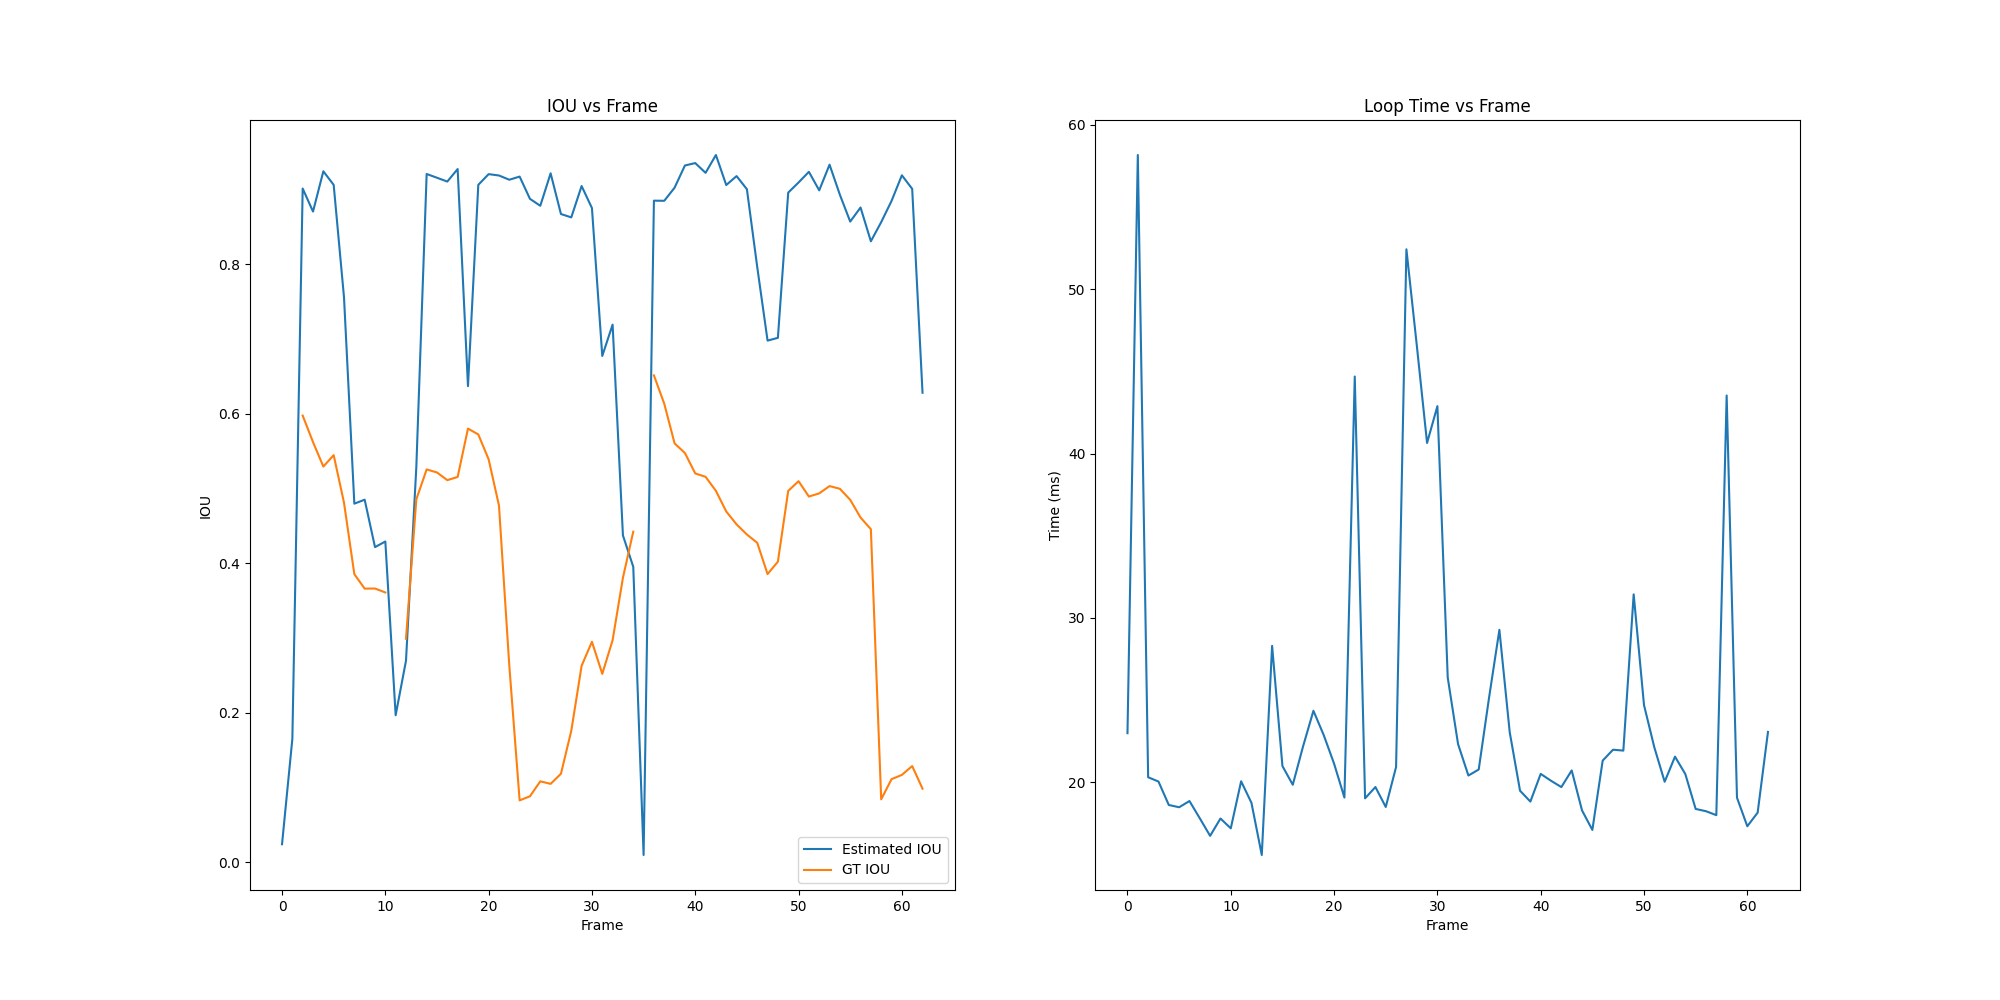 IOU vs Frame
IOU
0.8
0.6
0.4
0.2
0.0
0 10 20 30 40 50 60
Frame
Estimated IOU
GT IOU
Loop Time vs Frame
Time (ms)
60
50
40
30
20
0 10 20 30 40 50 60
Frame